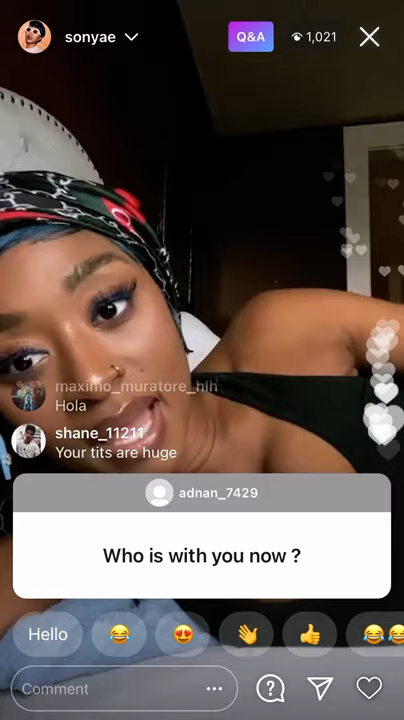 sonyae
Q&A
1,021
maximo_muratore_hlh
Hola
shane_11211
Your tits are huge
adnan_7429
Who is with you now ?
Hello
Comment